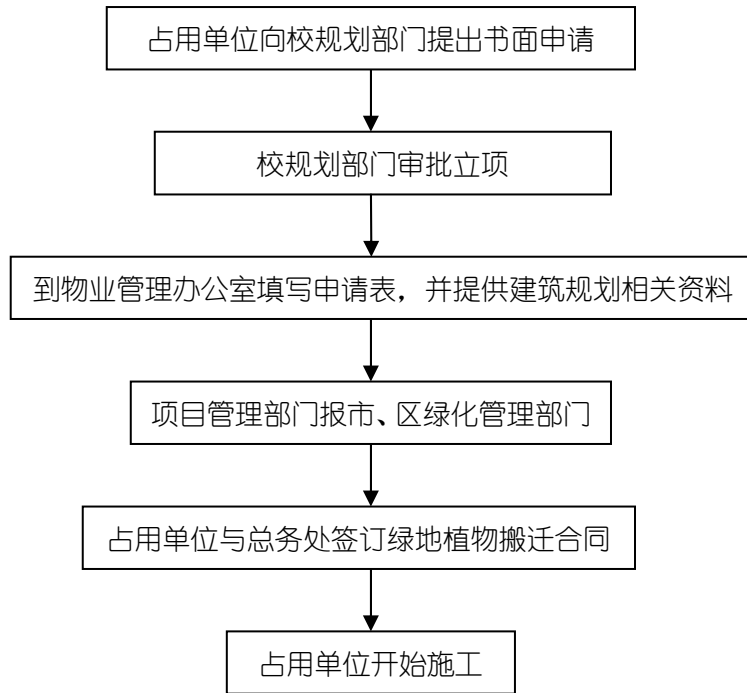 占用单位向校规划部门提出书面申请
校规划部门审批立项
到物业管理办公室填写申请表，并提供建筑规划相关资料
项目管理部门报市、区绿化管理部门
占用单位与总务处签订绿地植物搬迁合同
占用单位开始施工